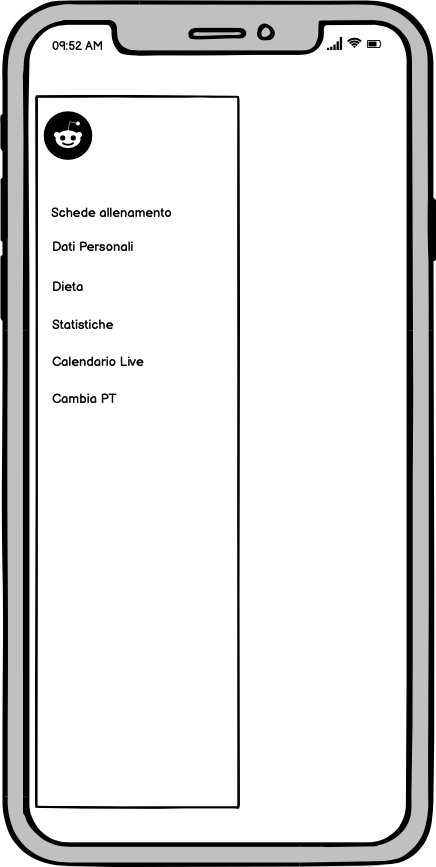 09:52 AM
Schede allenamento
Dati Personali
Dieta
Statistiche
Calendario Live
Cambia PT